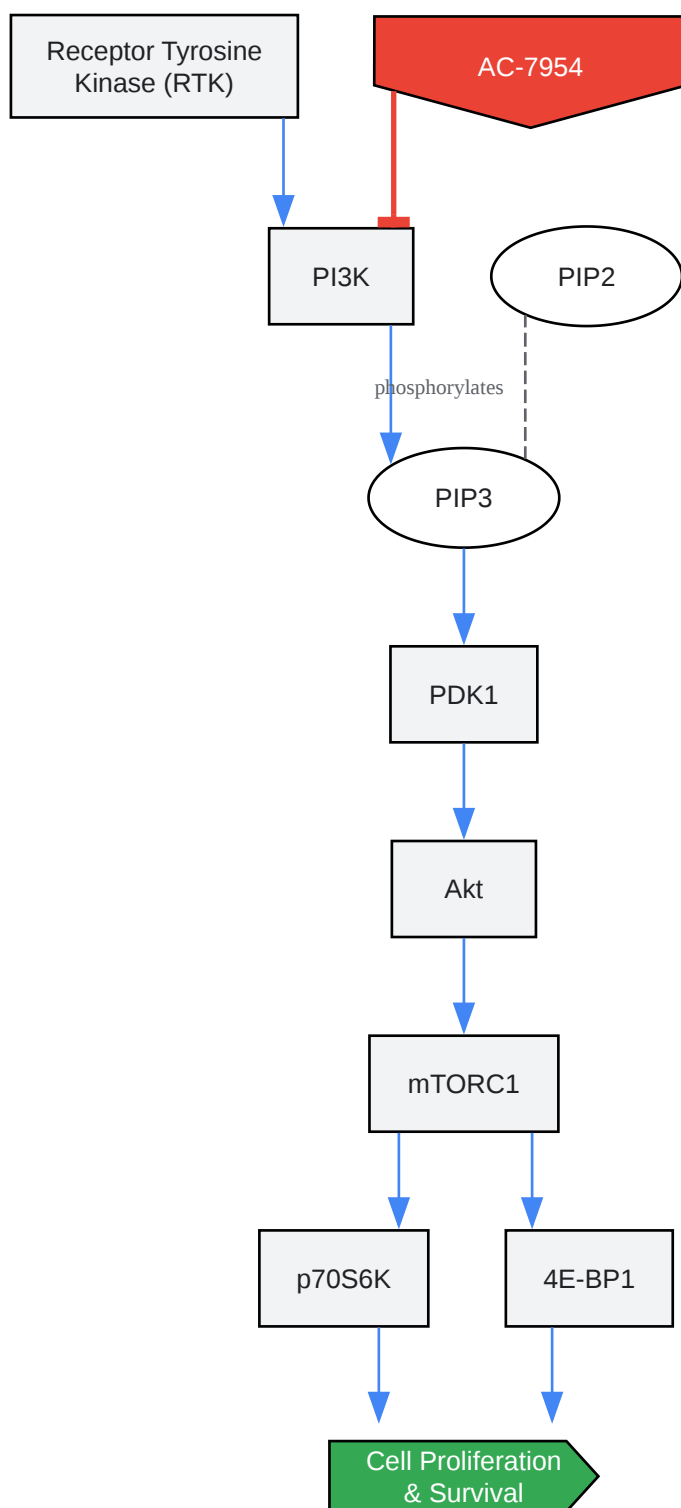 Receptor Tyrosine
Kinase (RTK)
AC-7954
PI3K
PIP2
phosphorylates
PIP3
PDK1
Akt
mTORC1
p70S6K
4E-BP1
Cell Proliferation
& Survival